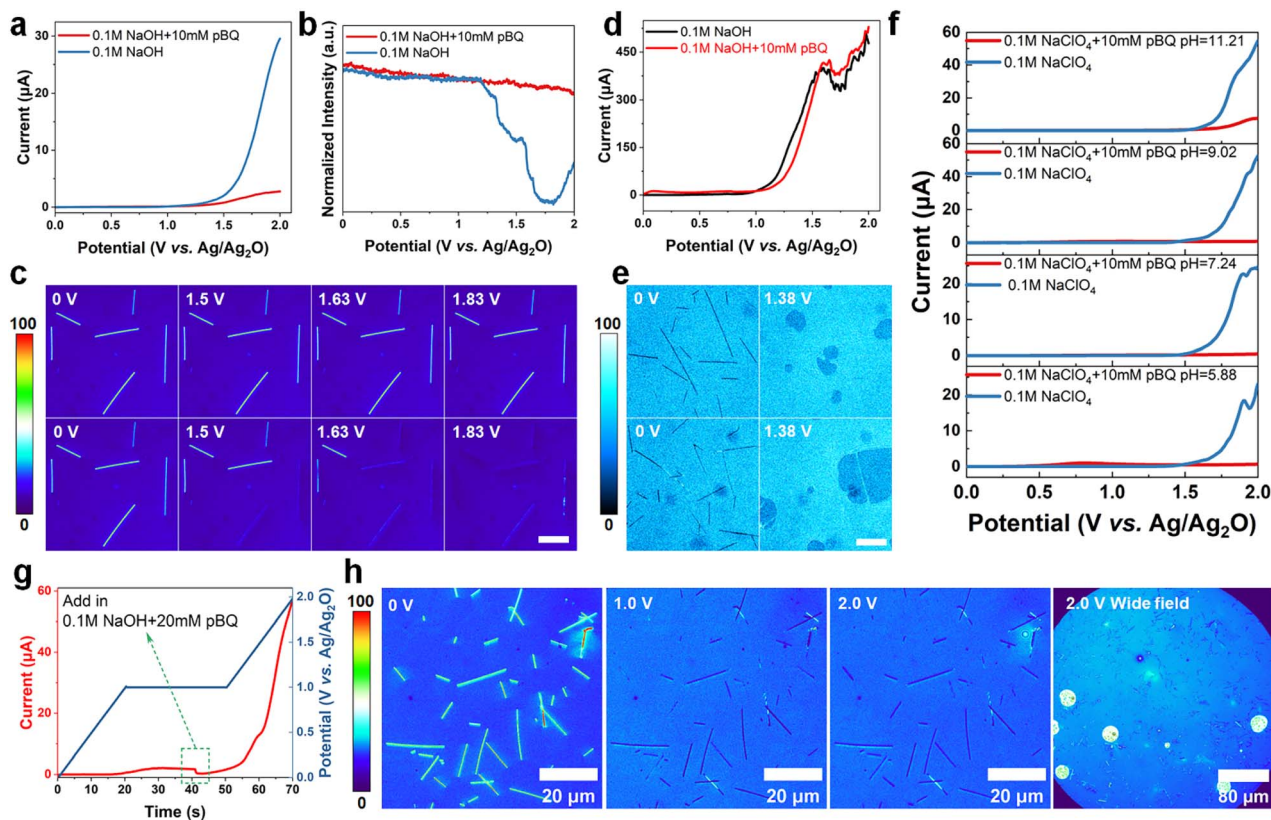 a
0.1M NaOH+10mM pBQ
0.1M NaOH
30
20
10
0
Current (μA)
0.0 0.5 1.0 1.5 2.0
Potential (V vs. Ag/Ag2O)
b
0.1M NaOH+10mM pBQ
0.1M NaOH
Normalized Intensity (a.u.)
0 0.5 1 1.5 2
Potential (V vs. Ag/Ag2O)
d
0.1M NaOH
0.1M NaOH+10mM pBQ
450
300
150
0
Current (μA)
0.0 0.5 1.0 1.5 2.0
Potential (V vs. Ag/Ag2O)
f
0.1M NaClO4+10mM pBQ pH=11.21
0.1M NaClO4
60
40
20
0
0.1M NaClO4+10mM pBQ pH=9.02
0.1M NaClO4
60
40
20
0
0.1M NaClO4+10mM pBQ pH=7.24
0.1M NaClO4
20
0
0.1M NaClO4+10mM pBQ pH=5.88
0.1M NaClO4
20
0
Current (μA)
0.0 0.5 1.0 1.5 2.0
Potential (V vs. Ag/Ag2O)
c
100
0
0 V 1.5 V 1.63 V 1.83 V
0 V 1.5 V 1.63 V 1.83 V
e
100
0
0 V 1.38 V
0 V 1.38 V
g
Add in
0.1M NaOH+20mM pBQ
60
40
20
0
Current (μA)
2.0
1.5
1.0
0.5
0.0
Potential (V vs. Ag/Ag2O)
0 10 20 30 40 50 60 70
Time (s)
h
100
0
0 V
20 μm
1.0 V
20 μm
2.0 V
20 μm
2.0 V Wide field
80 μm